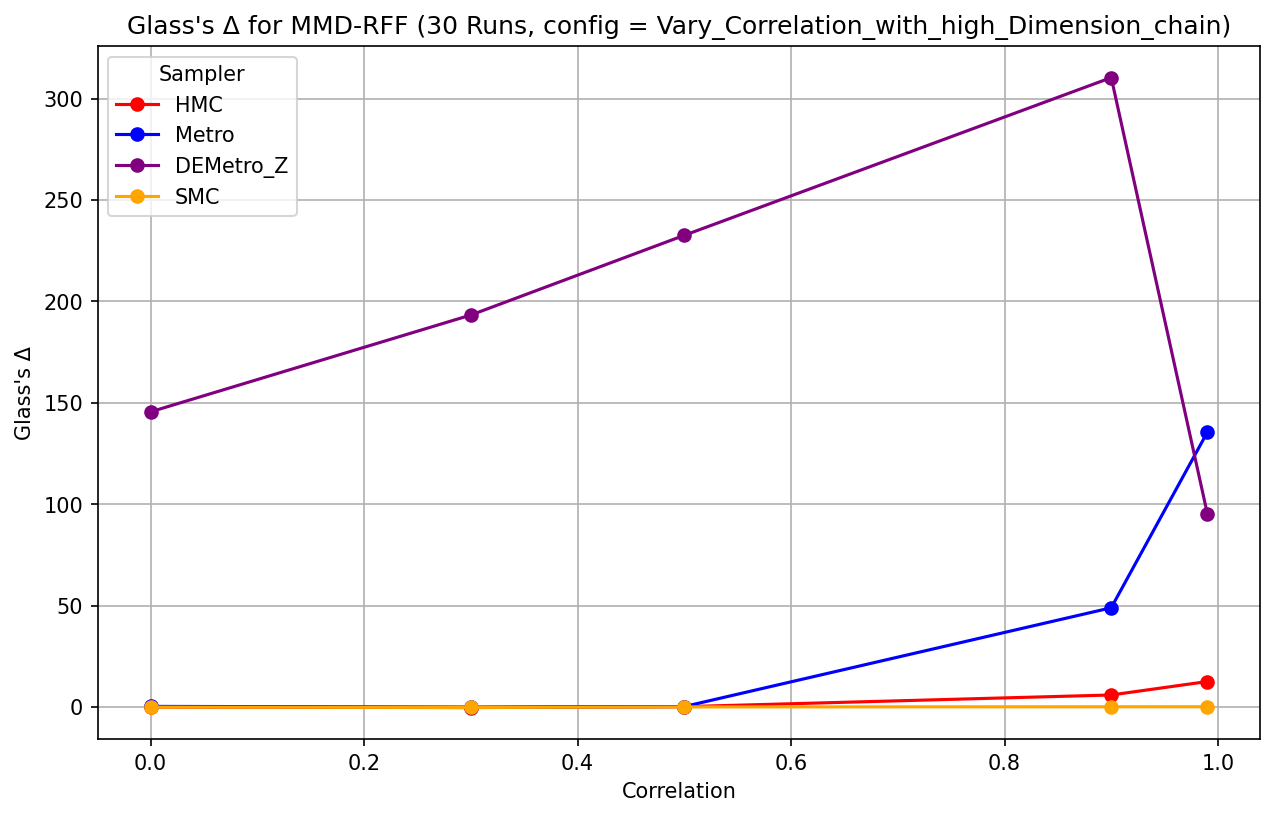 Glass's Δ for MMD-RFF (30 Runs, config = Vary_Correlation_with_high_Dimension_chain)
Sampler
HMC
Metro
DEMetro_Z
SMC
Glass's Δ
300
250
200
150
100
50
0
0.0 0.2 0.4 0.6 0.8 1.0
Correlation